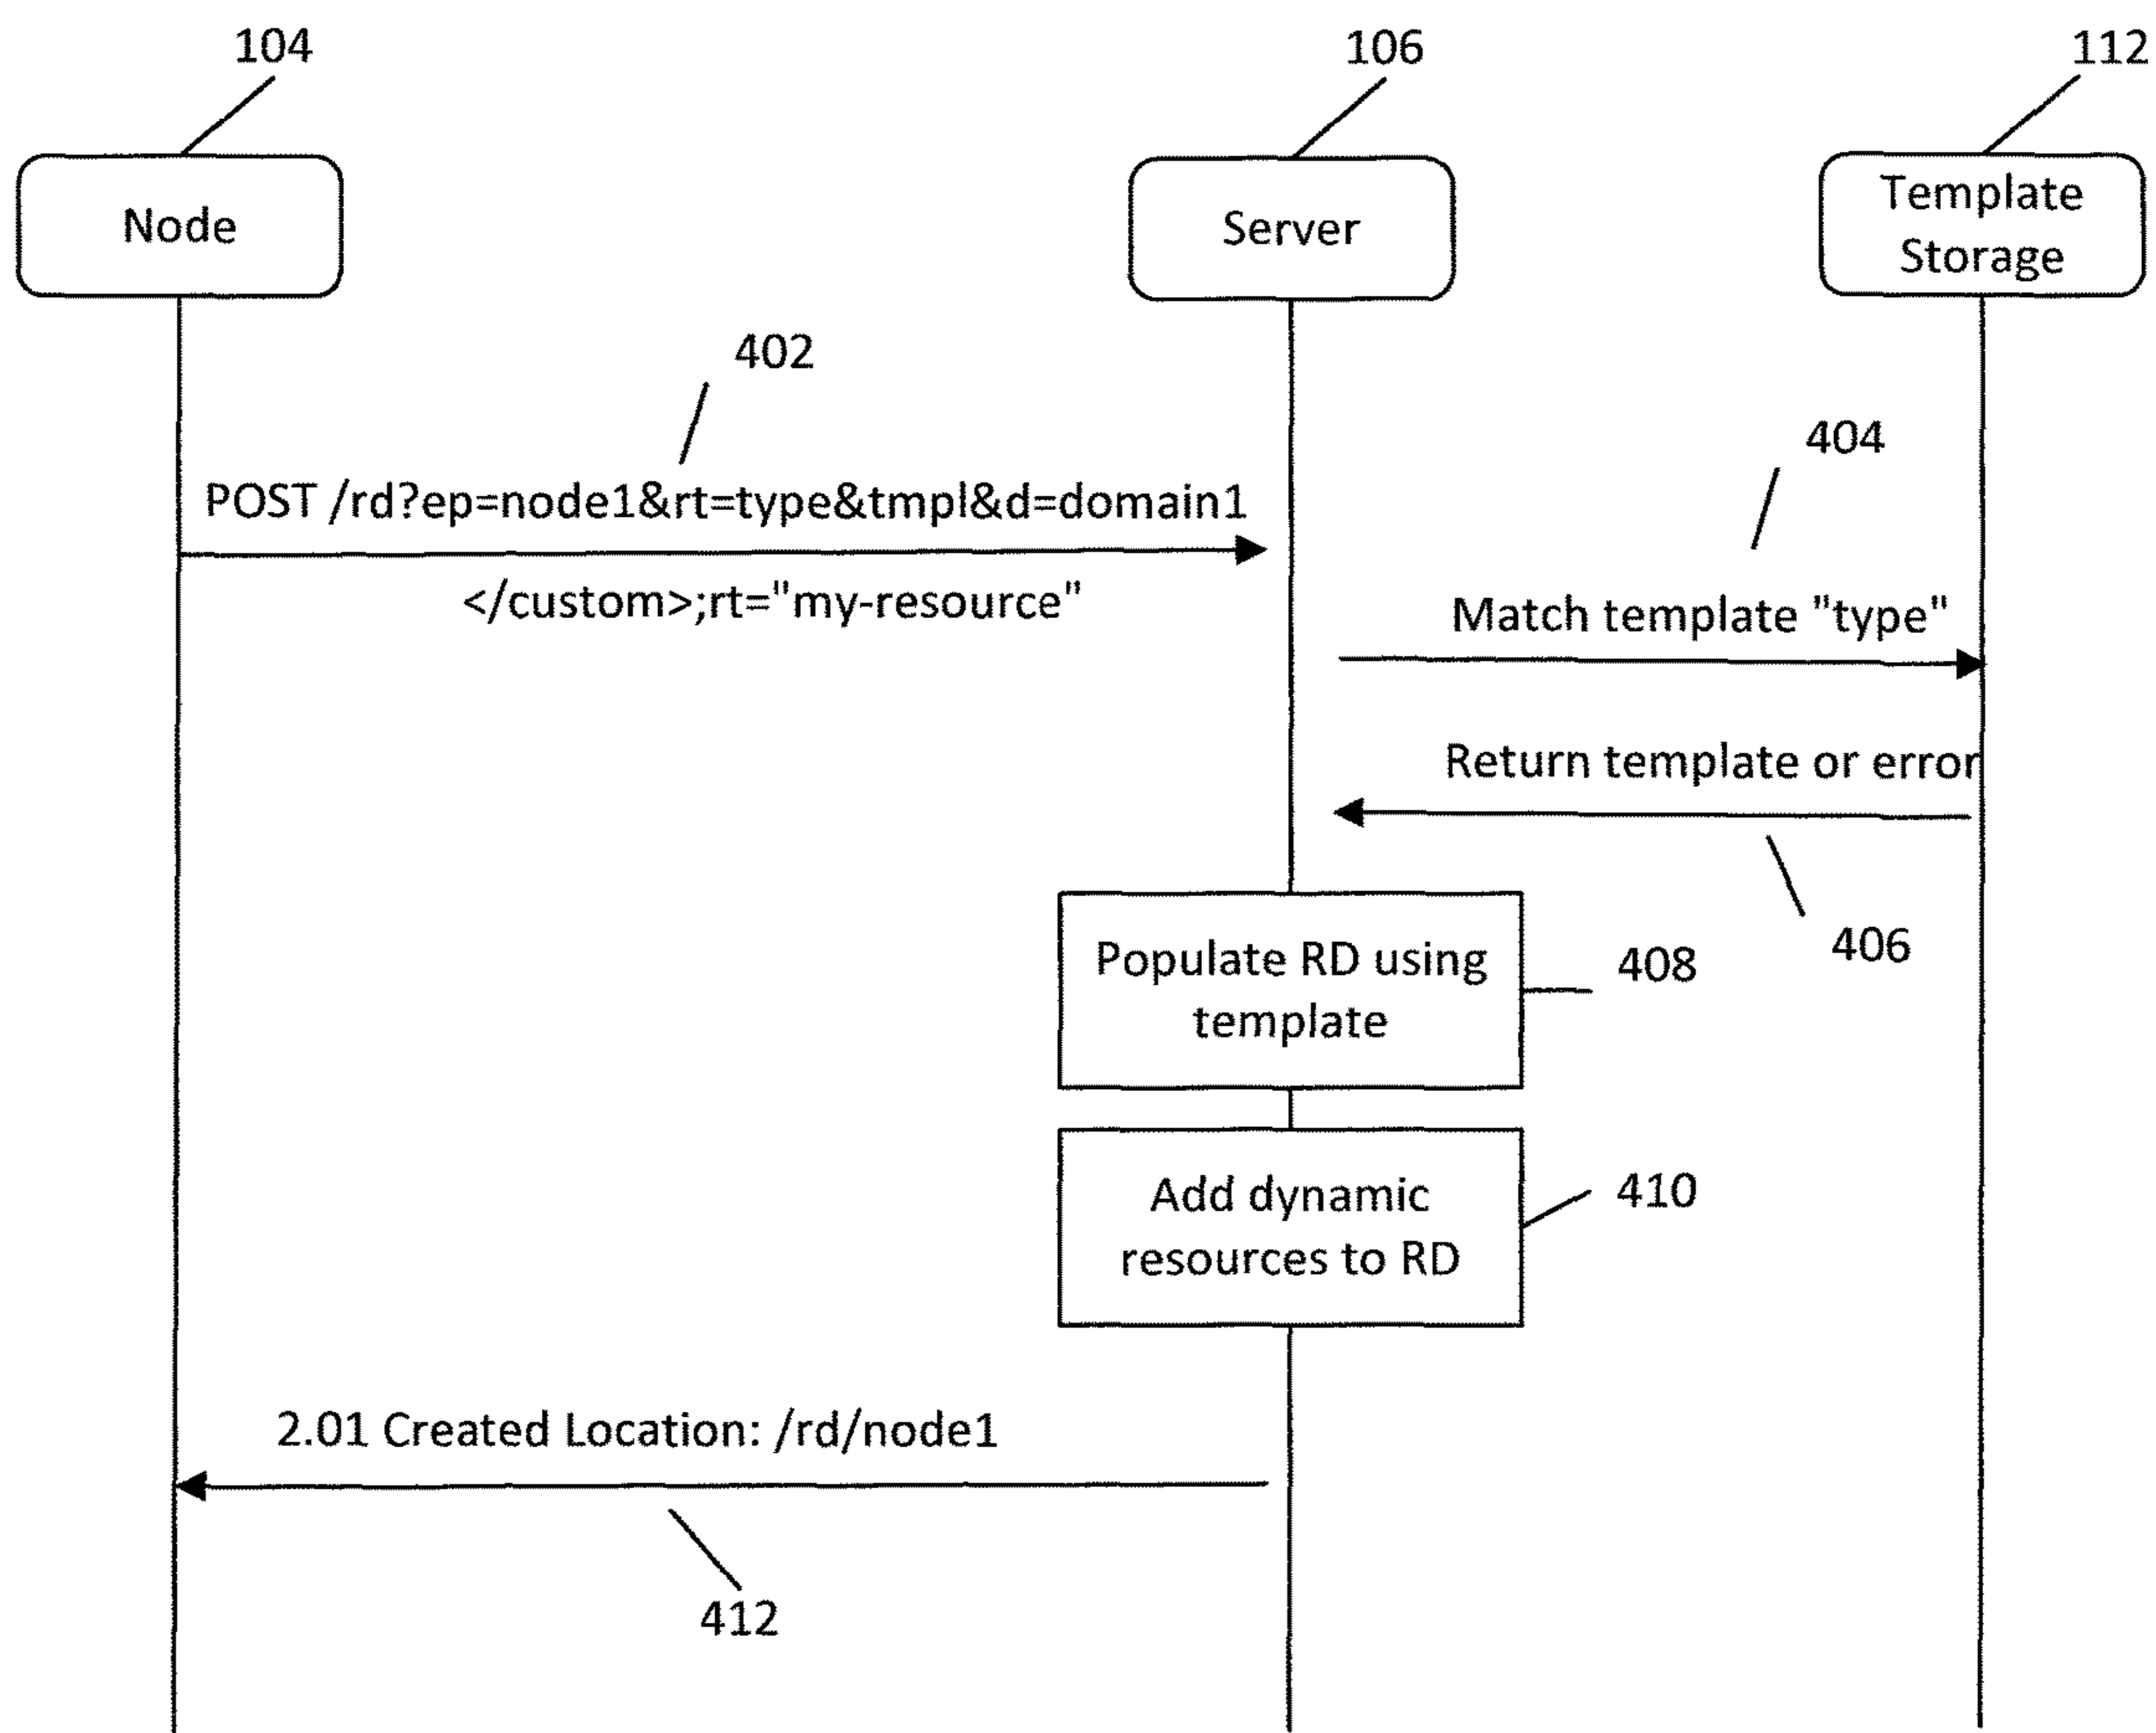 104
106
112
Node
Server
Template
Storage
402
POST /rd?ep=node1&rt=type&tmpl&d=domain1
</custom>;rt="my-resource"
404
Match template "type"
Return template or error
406
Populate RD using
template
408
Add dynamic
resources to RD
410
2.01 Created Location: /rd/node1
412